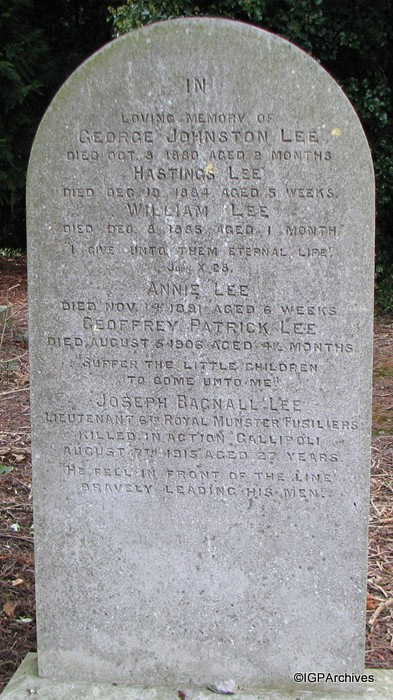 IN
LOVING MEMORY OF
GEORGE JOHNSTON LEE
DIED OCT. 3 1880 AGED 2 MONTHS
HASTINGS LEE
DIED DEC. 19 1884 AGED 5 WEEKS.
WILLIAM LEE
DIED DEC. 8 1885 AGED 1 MONTH.
"I GIVE UNTO THEM ETERNAL LIFE"
X. 28.
ANNIE LEE
DIED NOV. 14 1891 AGED 6 WEEKS.
GEOFFREY PATRICK LEE
DIED AUGUST 5 1906 AGED 4½ MONTHS.
"SUFFER THE LITTLE CHILDREN
TO COME UNTO ME"
JOSEPH BAGNALL LEE
LIEUTENANT 6TH ROYAL MUNSTER FUSILIERS
KILLED IN ACTION, GALLIPOLI
AUGUST 7TH 1915 AGED 27 YEARS
"HE FELL IN FRONT OF THE LINE
BRAVELY LEADING HIS MEN."
©IGPArchives